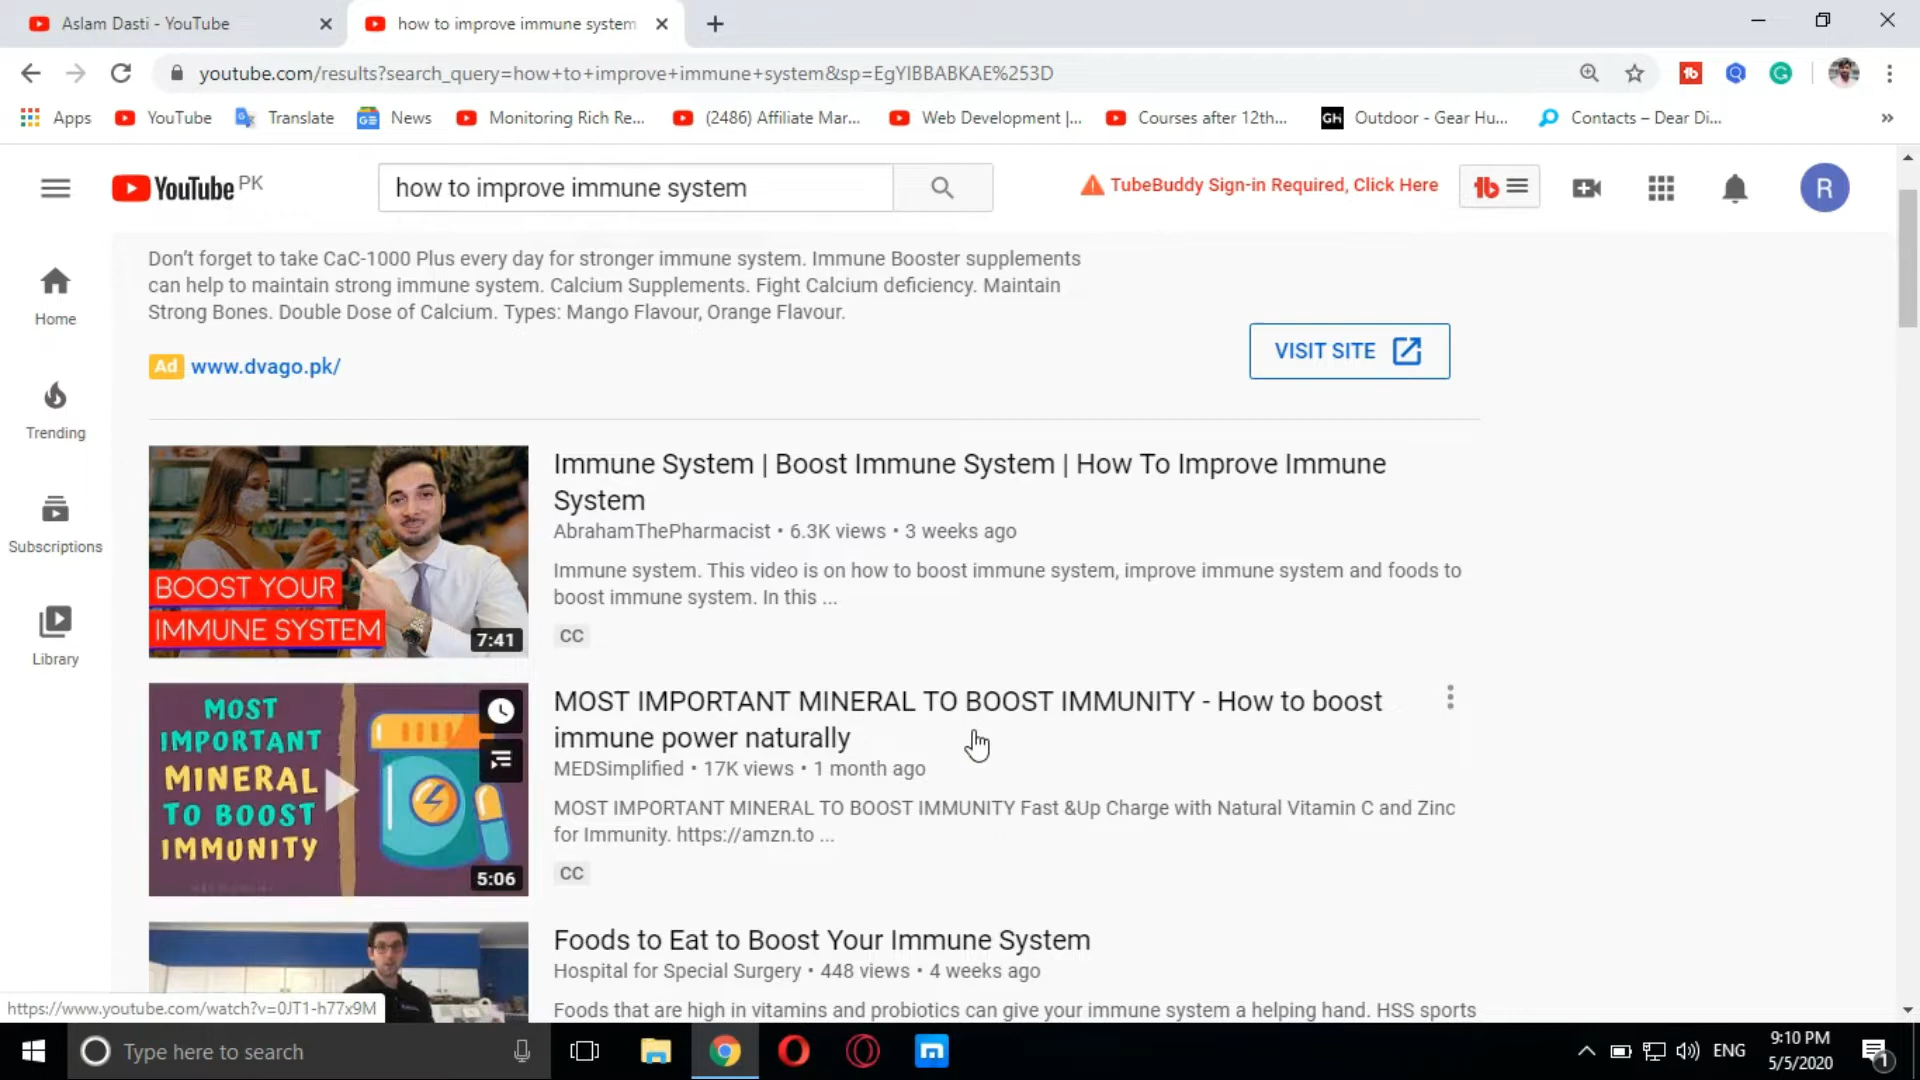 Aslam Dasti - YouTube
how to improve immune system
youtube.com/results?search_query=how+to+improve+immune+system&sp=EgYIBBABKAE%253D
Apps
YouTube
Translate
News
Monitoring Rich Re...
(2486) Affiliate Mar...
Web Development |...
Courses after 12th...
GH
Outdoor - Gear Hu...
Contacts – Dear Di...
YouTube PK
how to improve immune system
TubeBuddy Sign-in Required, Click Here
R
Don't forget to take CaC-1000 Plus every day for stronger immune system. Immune Booster supplements
can help to maintain strong immune system. Calcium Supplements. Fight Calcium deficiency. Maintain
Strong Bones. Double Dose of Calcium. Types: Mango Flavour, Orange Flavour.
Ad www.dvago.pk/
VISIT SITE
Home
Trending
Subscriptions
Library
BOOST YOUR
IMMUNE SYSTEM
7:41
Immune System | Boost Immune System | How To Improve Immune
System
AbrahamThePharmacist • 6.3K views • 3 weeks ago
Immune system. This video is on how to boost immune system, improve immune system and foods to
boost immune system. In this ...
CC
MOST
IMPORTANT
MINERAL
TO BOOST
IMMUNITY
5:06
MOST IMPORTANT MINERAL TO BOOST IMMUNITY - How to boost
immune power naturally
MEDSimplified • 17K views • 1 month ago
MOST IMPORTANT MINERAL TO BOOST IMMUNITY Fast &Up Charge with Natural Vitamin C and Zinc
for Immunity. https://amzn.to ...
CC
Foods to Eat to Boost Your Immune System
Hospital for Special Surgery • 448 views • 4 weeks ago
Foods that are high in vitamins and probiotics can give your immune system a helping hand. HSS sports
https://www.youtube.com/watch?v=0JT1-h77x9M
Type here to search
ENG
9:10 PM
5/5/2020
1